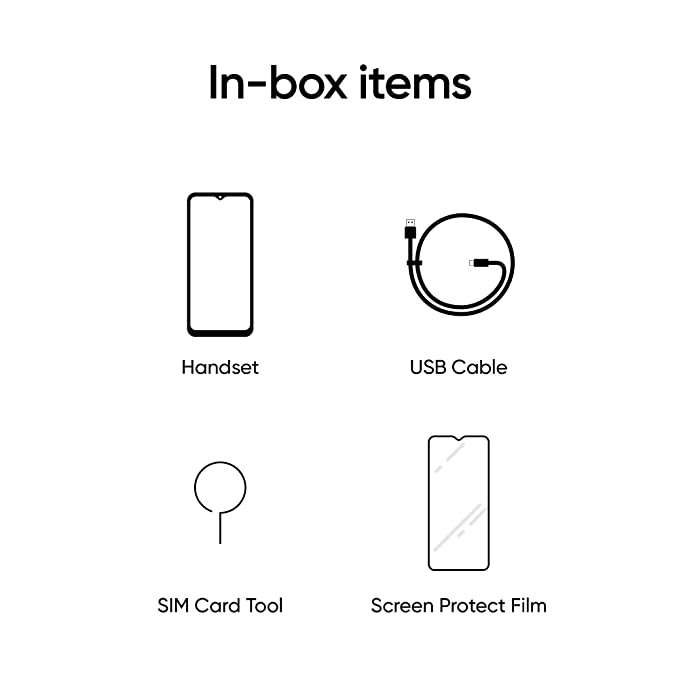 In-box items
Handset
USB Cable
SIM Card Tool
Screen Protect Film